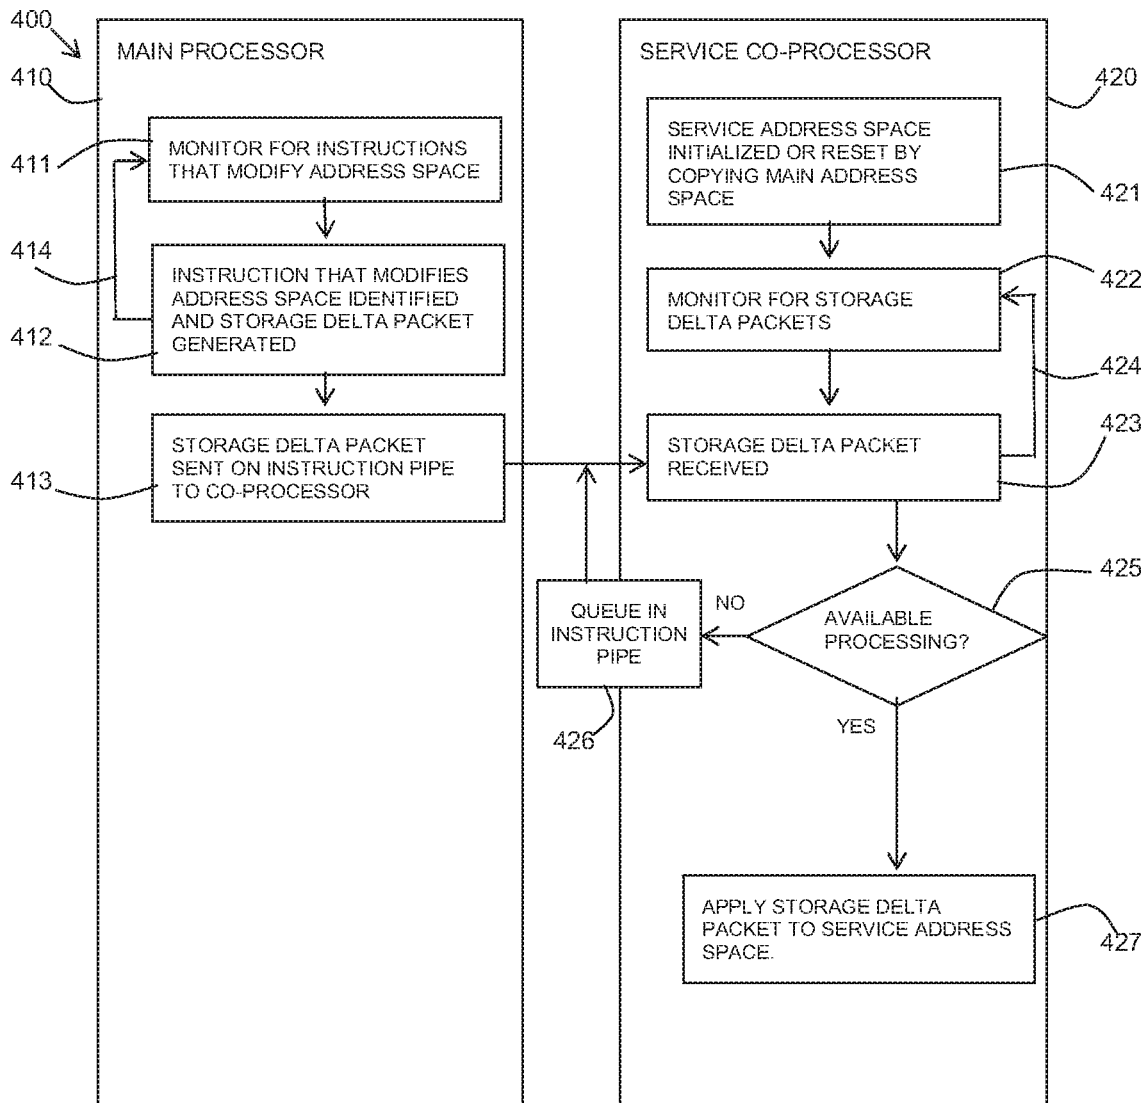 400
MAIN PROCESSOR
410
411
MONITOR FOR INSTRUCTIONS
THAT MODIFY ADDRESS SPACE
414
INSTRUCTION THAT MODIFIES
ADDRESS SPACE IDENTIFIED
AND STORAGE DELTA PACKET
GENERATED
412
STORAGE DELTA PACKET
SENT ON INSTRUCTION PIPE
TO CO-PROCESSOR
413
SERVICE CO-PROCESSOR
420
SERVICE ADDRESS SPACE
INITIALIZED OR RESET BY
COPYING MAIN ADDRESS
SPACE
421
422
MONITOR FOR STORAGE
DELTA PACKETS
424
STORAGE DELTA PACKET
RECEIVED
423
425
AVAILABLE
PROCESSING?
NO
QUEUE IN
INSTRUCTION
PIPE
426
YES
APPLY STORAGE DELTA
PACKET TO SERVICE ADDRESS
SPACE.
427